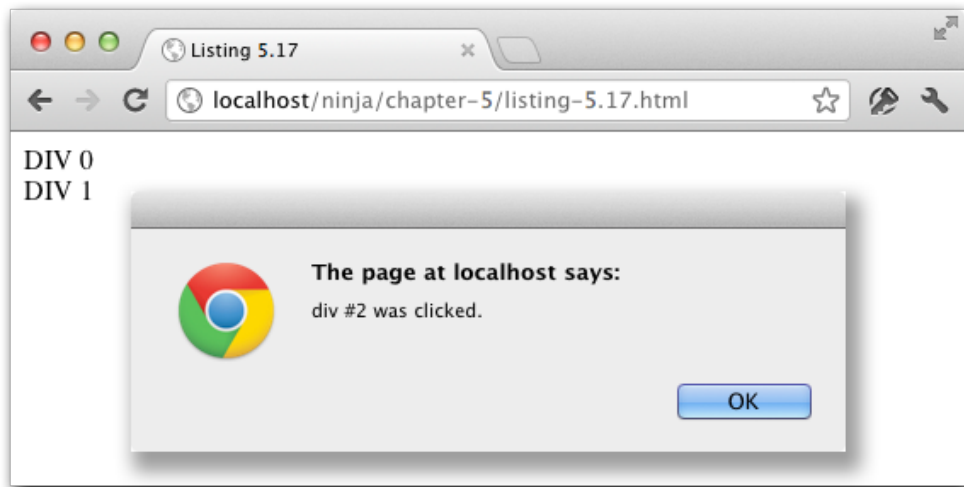 Listing 5.17
localhost/ninja/chapter-5/listing-5.17.html
DIV 0
DIV 1
The page at localhost says:
div #2 was clicked.
OK